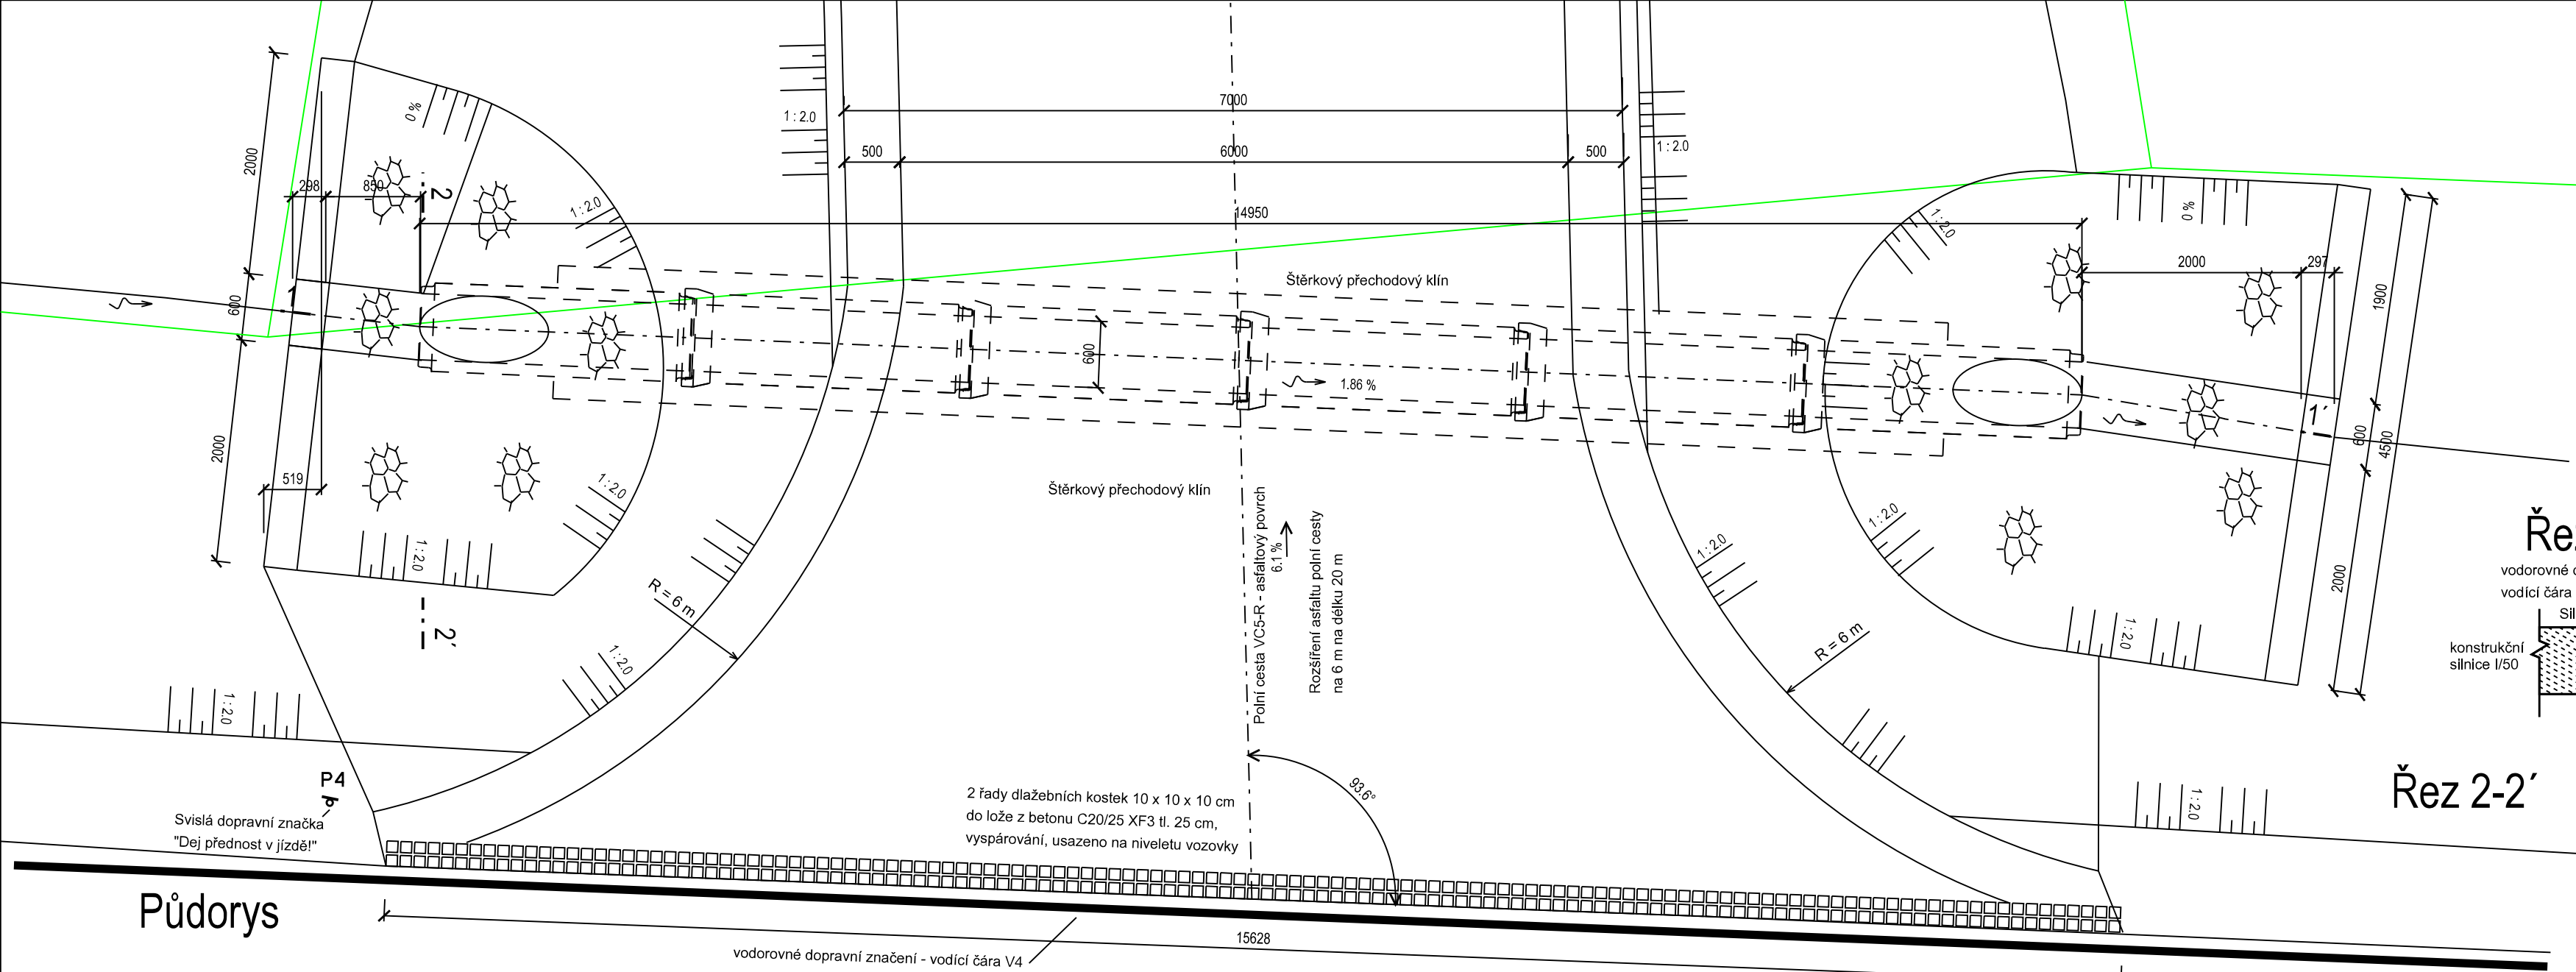 7000
500
6000
500
14950
1 : 2.0
1 : 2.0
2000
298
850
2
% 0
1 : 2.0
600
1
2000
519
1 : 2.0
1 : 2.0
2´
R = 6 m
1 : 2.0
1 : 2.0
Štěrkový přechodový klín
600
1.86 %
Štěrkový přechodový klín
Polní cesta VC5-R - asfaltový povrch
6.1 %
Rozšíření asfaltu polní cesty
na 6 m na délku 20 m
1 : 2.0
% 0
2000
297
1900
1´
600
4500
2000
1 : 2.0
1 : 2.0
1 : 2.0
R = 6 m
1 : 2.0
Ře
vodorovné
vodící čára
Sil
konstrukční
silnice I/50
Řez 2-2´
P4
Svislá dopravní značka
"Dej přednost v jízdě!"
2 řady dlažebních kostek 10 x 10 x 10 cm
do lože z betonu C20/25 XF3 tl. 25 cm,
vyspárování, usazeno na niveletu vozovky
93.6°
Půdorys
15628
vodorovné dopravní značení - vodící čára V4